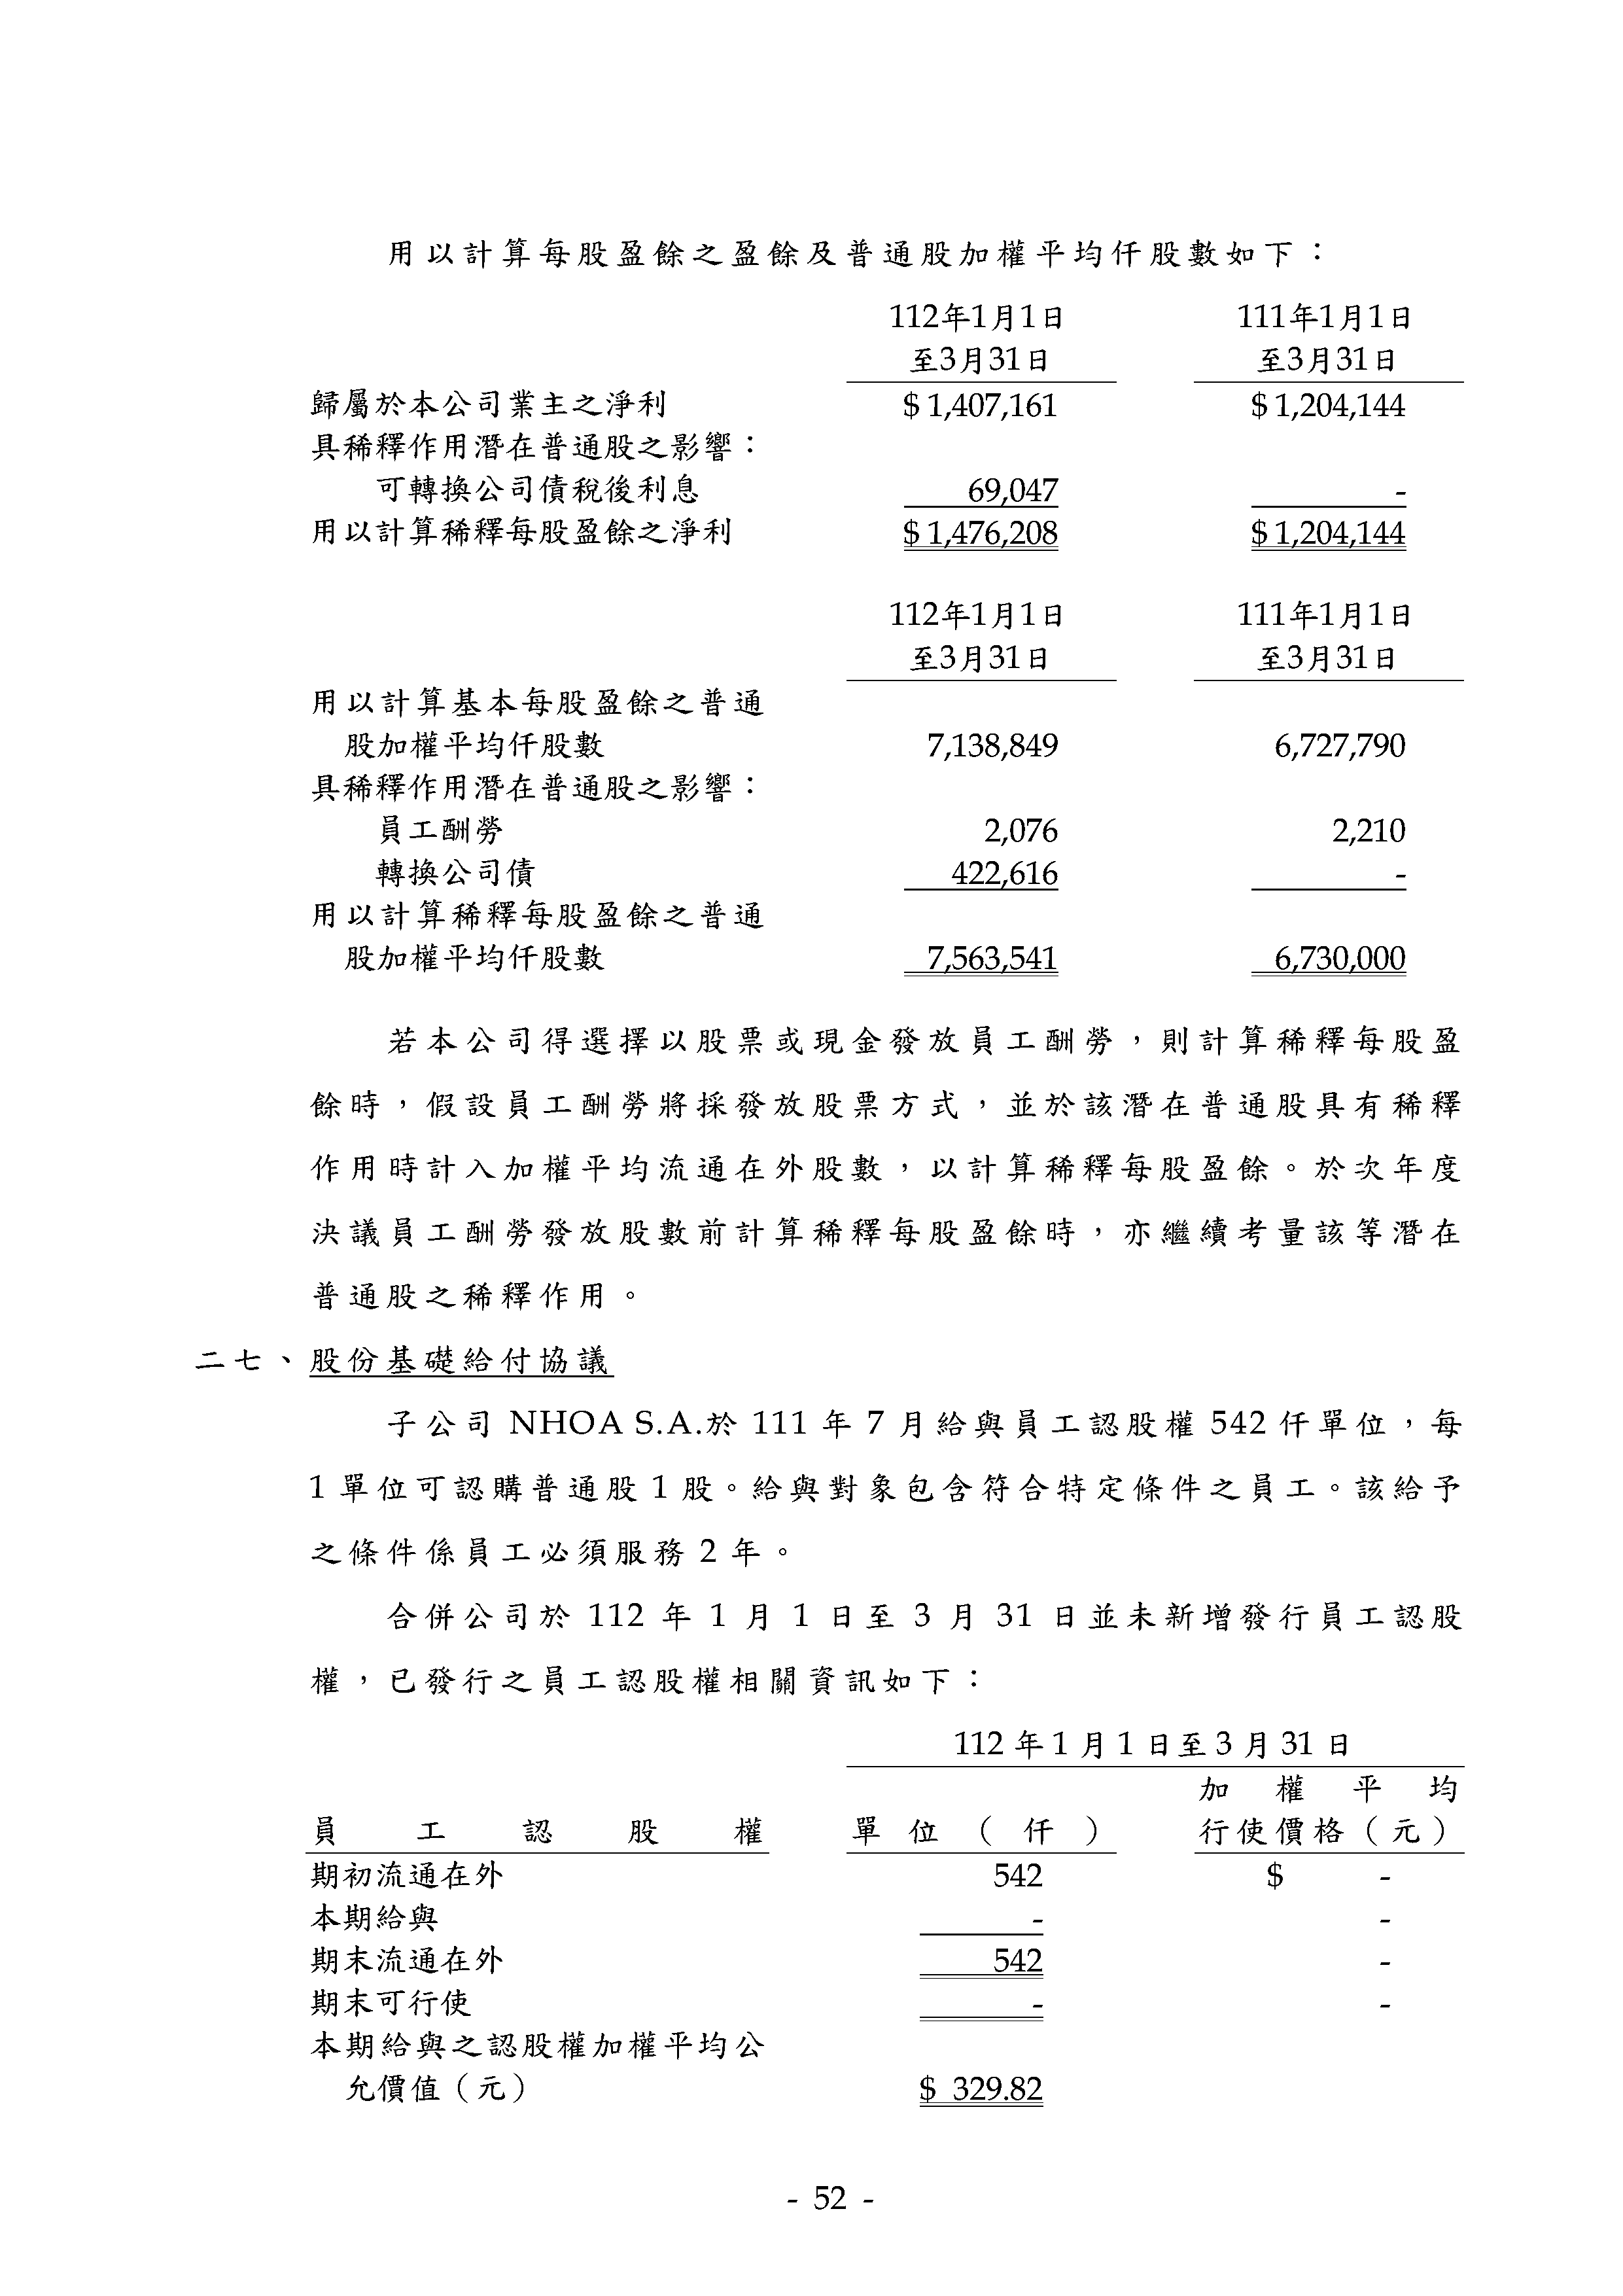 用以計算每股盈餘之盈餘及普通股加權平均仟股數如下：
112年1月1日 111年1月1日
至3月31日 至3月31日
歸屬於本公司業主之淨利 $ 1,407,161 $ 1,204,144
具稀釋作用潛在普通股之影響：
可轉換公司債稅後利息 69,047 -
用以計算稀釋每股盈餘之淨利 $ 1,476,208 $ 1,204,144
112年1月1日 111年1月1日
至3月31日 至3月31日
用以計算基本每股盈餘之普通
股加權平均仟股數 7,138,849 6,727,790
具稀釋作用潛在普通股之影響：
員工酬勞 2,076 2,210
轉換公司債 422,616 -
用以計算稀釋每股盈餘之普通
股加權平均仟股數 7,563,541 6,730,000
若本公司得選擇以股票或現金發放員工酬勞，則計算稀釋每股盈
餘時，假設員工酬勞將採發放股票方式，並於該潛在普通股具有稀釋
作用時計入加權平均流通在外股數，以計算稀釋每股盈餘。於次年度
決議員工酬勞發放股數前計算稀釋每股盈餘時，亦繼續考量該等潛在
普通股之稀釋作用。
二七、股份基礎給付協議
子公司 NHOA S.A.於 111 年 7 月給與員工認股權 542 仟單位，每
1 單位可認購普通股 1 股。給與對象包含符合特定條件之員工。該給予
之條件係員工必須服務 2 年。
合併公司於 112 年 1 月 1 日至 3 月 31 日並未新增發行員工認股
權，已發行之員工認股權相關資訊如下：
112 年 1 月 1 日至 3 月 31 日
加權平均
員工認股權 單位（仟） 行使價格（元）
期初流通在外 542 $ -
本期給與 - -
期末流通在外 542 -
期末可行使 - -
本期給與之認股權加權平均公
允價值（元） $ 329.82
- 52 -